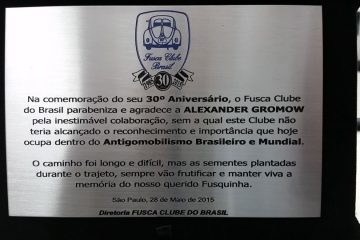 Fusca Clube
Brasil
30
Na comemoração do seu 30º Aniversário, o Fusca Clube
do Brasil parabeniza e agradece a ALEXANDER GROMOW
pela inestimável colaboração, sem a qual este Clube não
teria alcançado o reconhecimento e importância que hoje
ocupa dentro do Antigomobilismo Brasileiro e Mundial.
O caminho foi longo e difícil, mas as sementes plantadas
durante o trajeto, sempre vão frutificar e manter viva a
memória do nosso querido Fusquinha.
São Paulo, 28 de Maio de 2015
Diretoria FUSCA CLUBE DO BRASIL